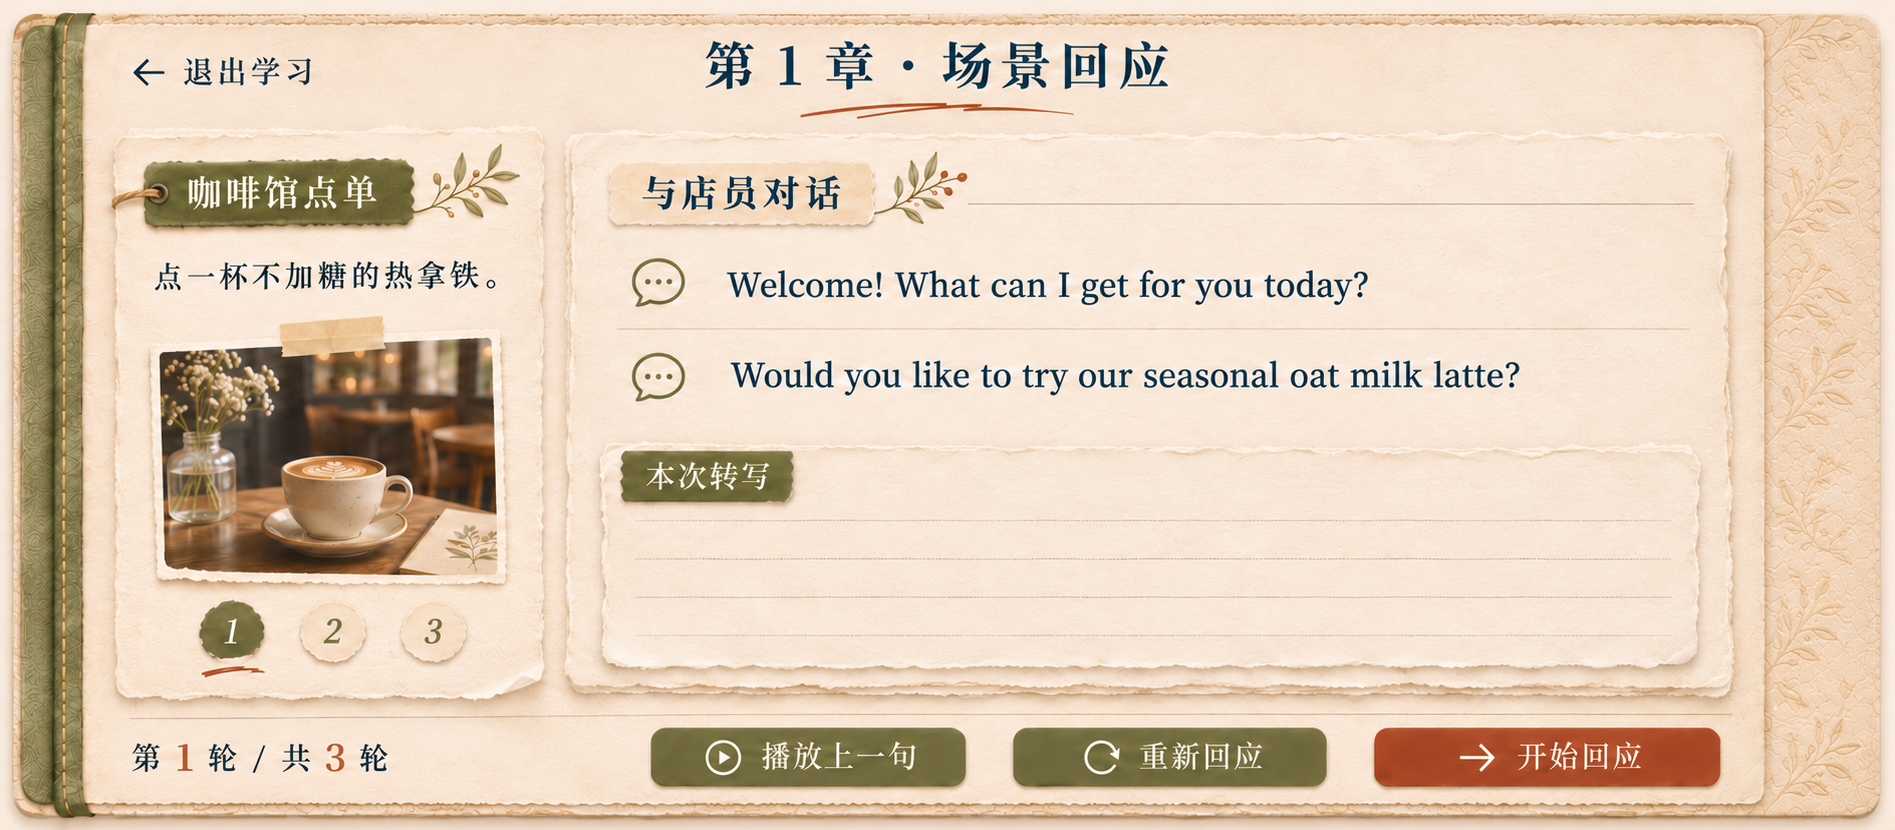 退出学习
第 1 章 · 场景回应
咖啡馆点单
点一杯不加糖的热拿铁。
1 2 3
与店员对话
Welcome! What can I get for you today?
Would you like to try our seasonal oat milk latte?
本次转写
第 1 轮 / 共 3 轮
播放上一句
重新回应
开始回应